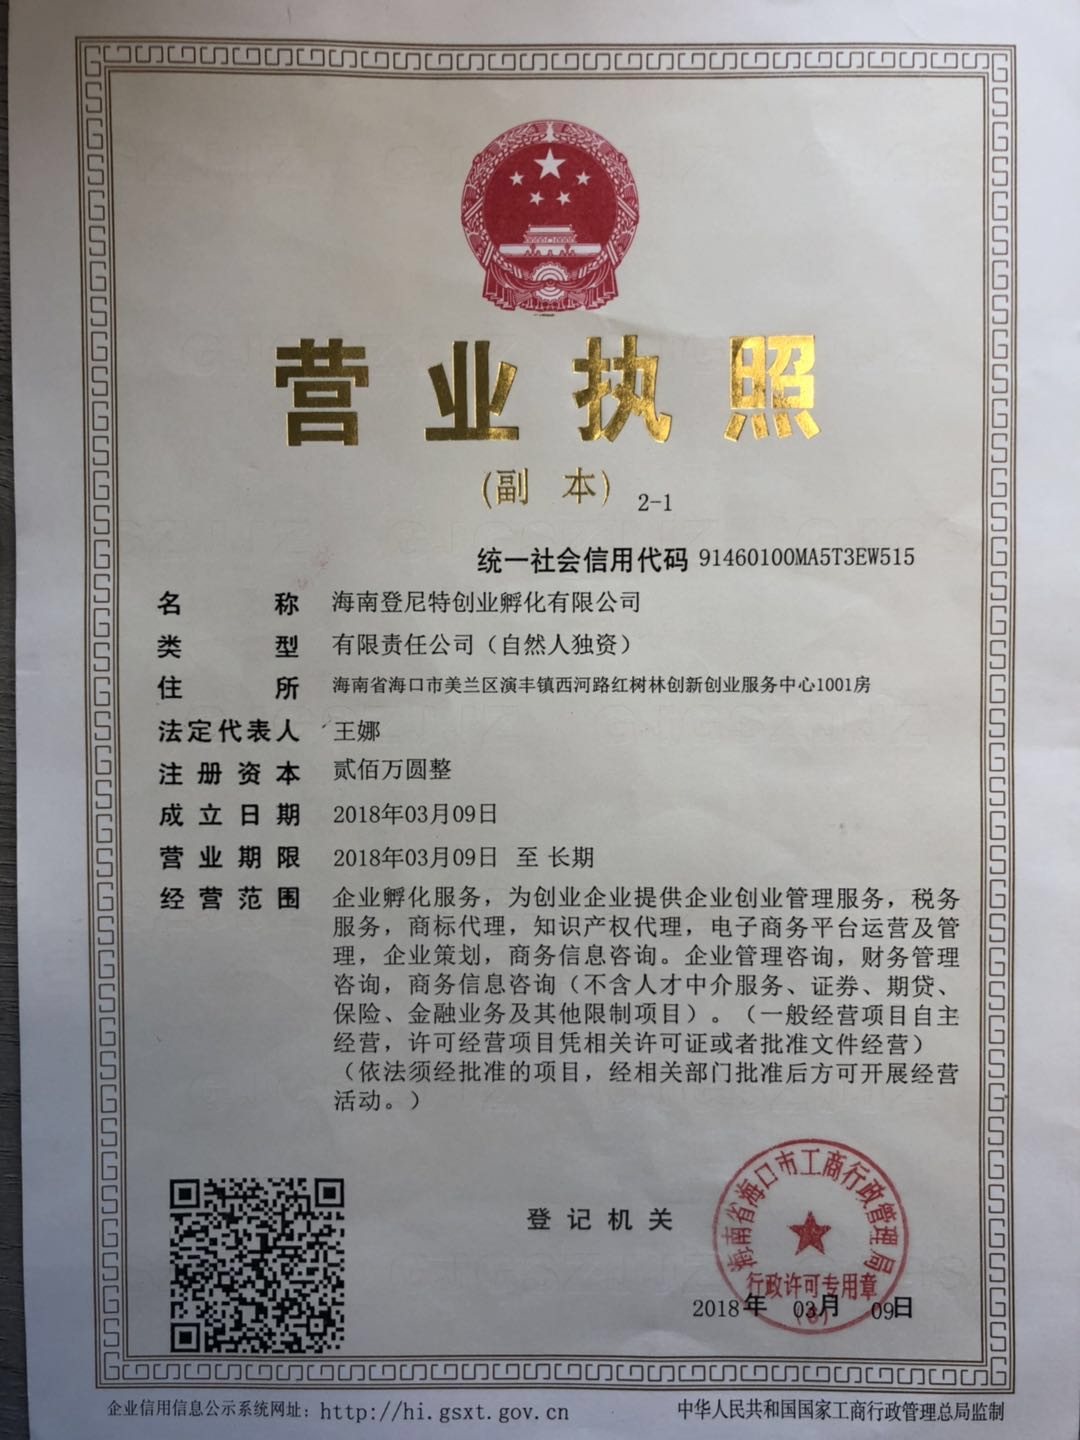 营业执照
(副 本) 2-1
统一社会信用代码 91460100MA5T3EW515
名 称 海南登尼特创业孵化有限公司
类 型 有限责任公司（自然人独资）
住 所 海南省海口市美兰区演丰镇西河路红树林创新创业服务中心1001房
法定代表人 王娜
注册资本 贰佰万圆整
成立日期 2018年03月09日
营业期限 2018年03月09日 至 长期
经营范围 企业孵化服务，为创业企业提供企业创业管理服务，税务
服务，商标代理，知识产权代理，电子商务平台运营及管
理，企业策划，商务信息咨询。企业管理咨询，财务管理
咨询，商务信息咨询（不含人才中介服务、证券、期贷、
保险、金融业务及其他限制项目）。（一般经营项目自主
经营，许可经营项目凭相关许可证或者批准文件经营）
（依法须经批准的项目，经相关部门批准后方可开展经营
活动。）
登记机关
海南省海口市工商行政管理局
行政许可专用章
2018年 03月 09日
企业信用信息公示系统网址：http://hi.gsxt.gov.cn
中华人民共和国国家工商行政管理总局监制